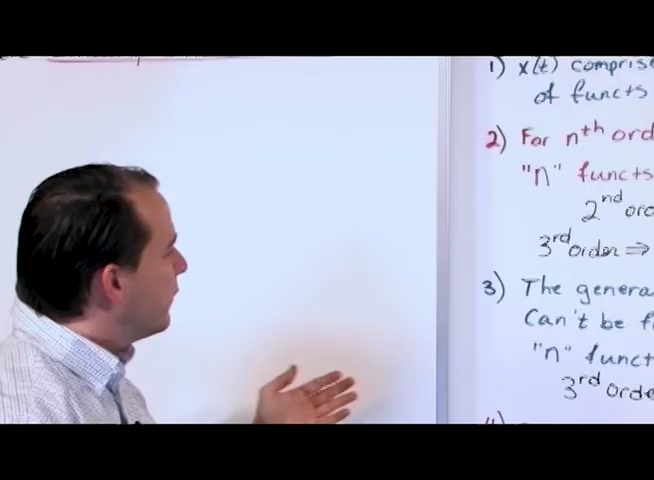 1) x(t) compris
of functs
2) For nth ord
"n" functs
2nd ord
3rd order ⇒
3) The genera
Can't be f
"n" funct
3rd orde